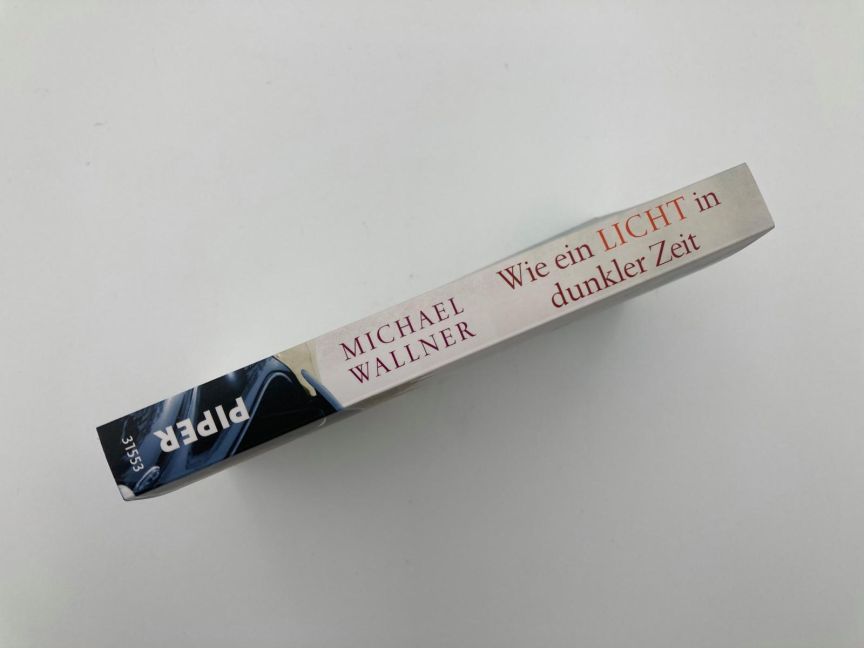 MICHAEL
WALLNER
Wie ein LICHT in
dunkler Zeit
PIPER
31553